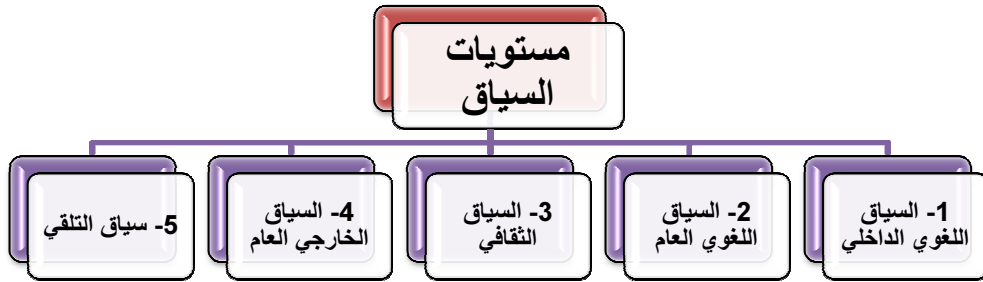 مستويات
السياق
1- السياق
اللغوي الداخلي
2- السياق
اللغوي العام
3- السياق
الثقافي
4- السياق
الخارجي العام
5- سياق التلقي